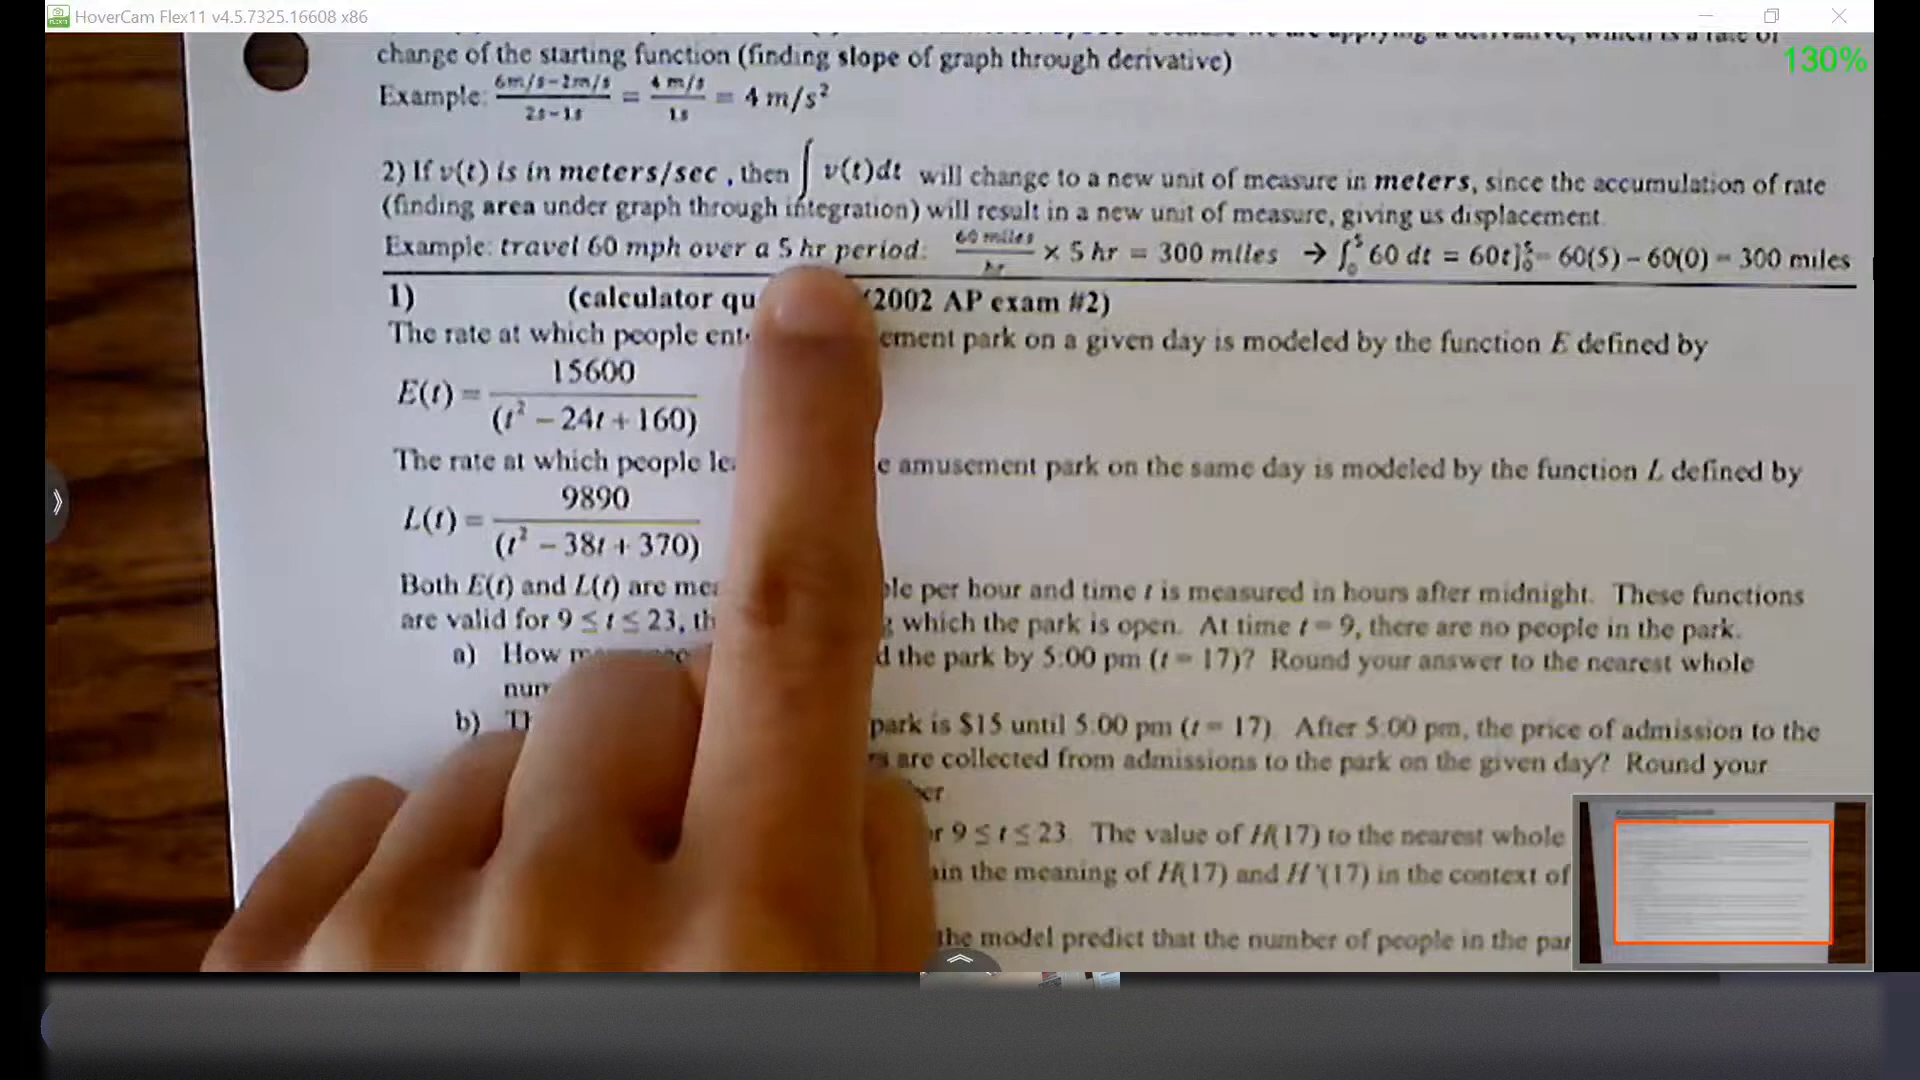 HoverCam Flex11 v4.5.7325.16608 x86
130%
change of the starting function (finding slope of graph through derivative)
Example: (6m/s-2m/s)/(2s-1s) = (4 m/s)/(1s) = 4 m/s²
2) If v(t) is in meters/sec , then ∫ v(t)dt will change to a new unit of measure in meters, since the accumulation of rate
(finding area under graph through integration) will result in a new unit of measure, giving us displacement.
Example: travel 60 mph over a 5 hr period: (60 miles)/(hr) × 5 hr = 300 miles → ∫₀⁵ 60 dt = 60t]₀⁵ = 60(5) – 60(0) = 300 miles
1) (calculator (2002 AP exam #2)
The rate at which people park on a given day is modeled by the function E defined by
E(t) = 15600/(t² – 24t + 160)
The rate at which people amusement park on the same day is modeled by the function L defined by
L(t) = 9890/(t² – 38t + 370)
Both E(t) and L(t) are per hour and time t is measured in hours after midnight. These functions
are valid for 9 ≤ t ≤ 23, which the park is open. At time t = 9, there are no people in the park.
a) How the park by 5:00 pm (t = 17)? Round your answer to the nearest whole
b) park is $15 until 5:00 pm (t = 17). After 5:00 pm, the price of admission to the
are collected from admissions to the park on the given day? Round your
9 ≤ t ≤ 23. The value of H(17) to the nearest whole
the meaning of H(17) and H'(17) in the context of
the model predict that the number of people in the